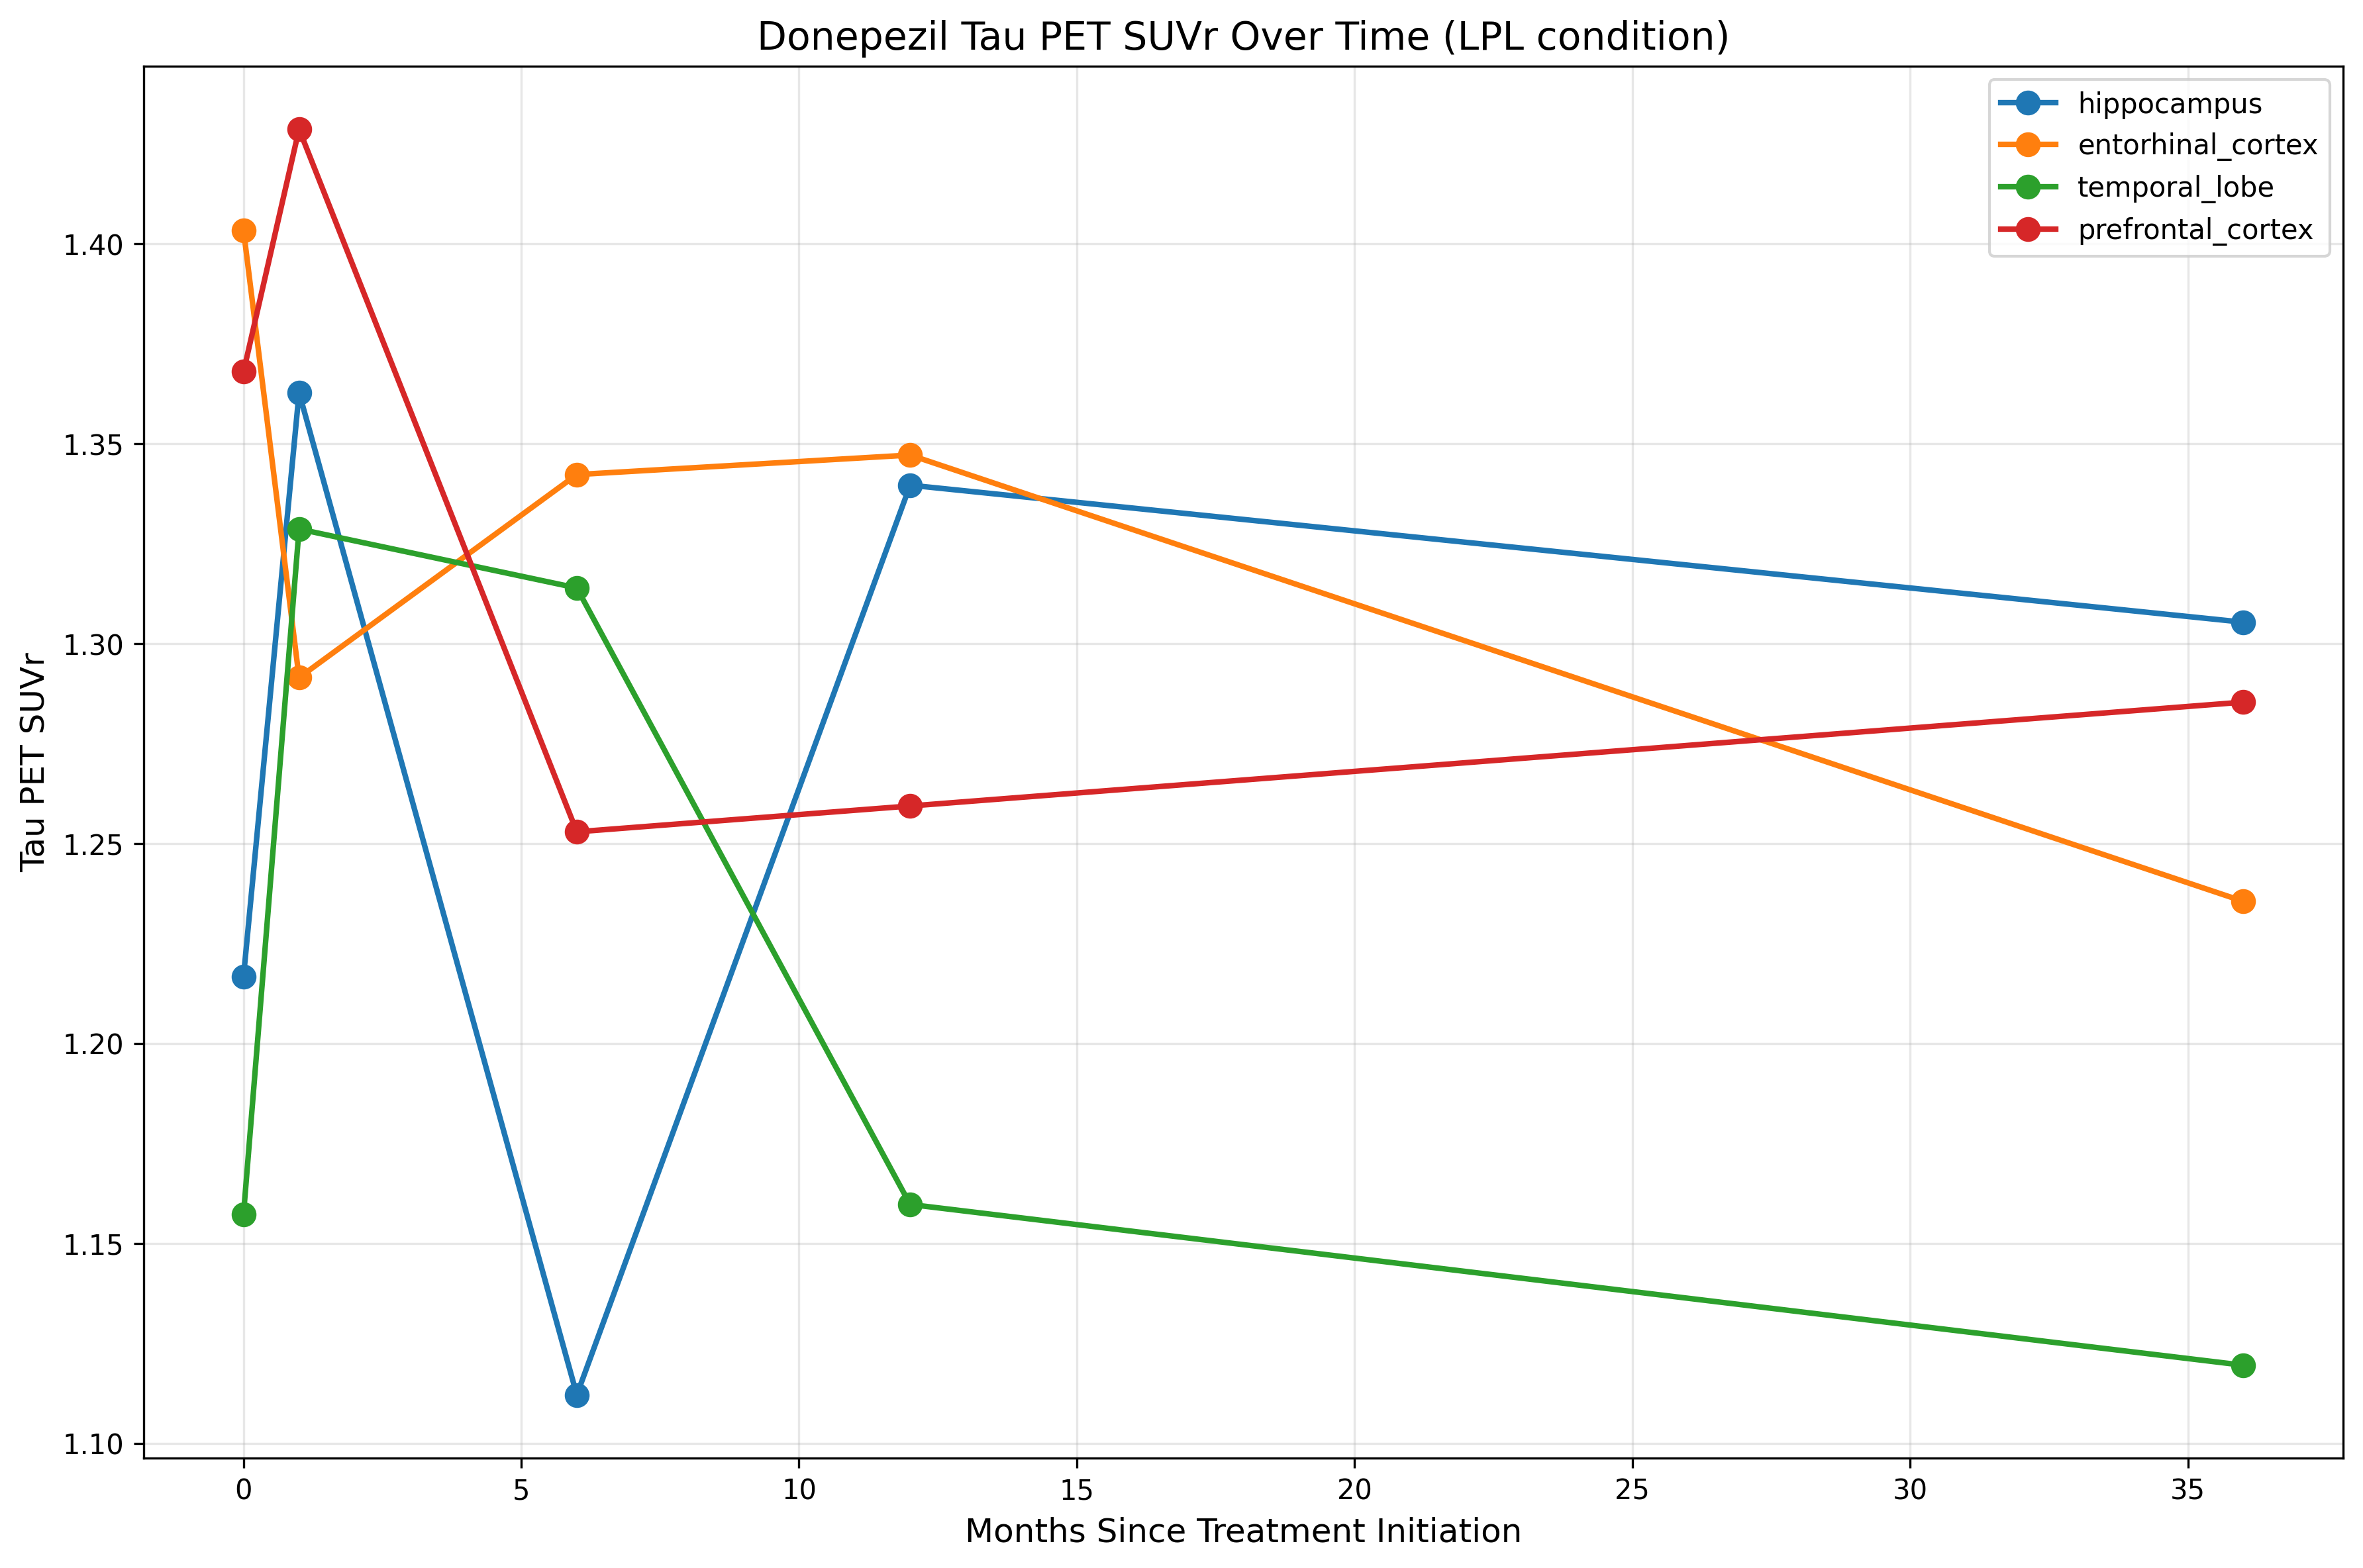 Donepezil Tau PET SUVr Over Time (LPL condition)
hippocampus
entorhinal_cortex
temporal_lobe
prefrontal_cortex
Tau PET SUVr
1.40
1.35
1.30
1.25
1.20
1.15
1.10
0 5 10 15 20 25 30 35
Months Since Treatment Initiation